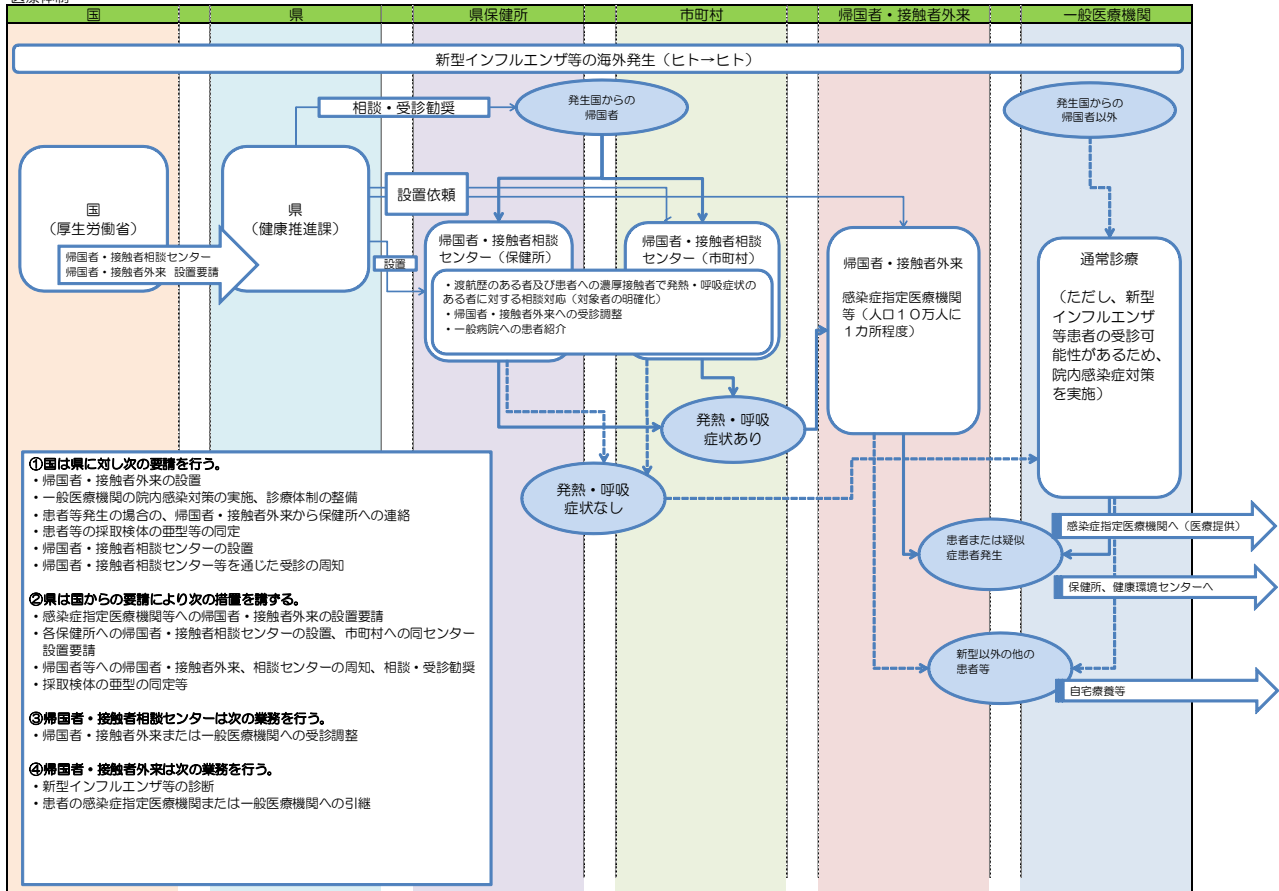 国
県
県保健所
市町村
帰国者・接触者外来
一般医療機関
新型インフルエンザ等の海外発生（ヒト→ヒト）
相談・受診勧奨
発生国からの
帰国者
発生国からの
帰国者以外
国
（厚生労働省）
帰国者・接触者相談センター
帰国者・接触者外来 設置要請
県
（健康推進課）
設置依頼
設置
帰国者・接触者相談
センター（保健所）
帰国者・接触者相談
センター（市町村）
・渡航歴のある者及び患者への濃厚接触者で発熱・呼吸症状の
ある者に対する相談対応（対象者の明確化）
・帰国者・接触者外来への受診調整
・一般病院への患者紹介
帰国者・接触者外来
感染症指定医療機関
等（人口１０万人に
１カ所程度）
通常診療
（ただし、新型
インフルエンザ
等患者の受診可
能性があるため、
院内感染症対策
を実施）
発熱・呼吸
症状あり
発熱・呼吸
症状なし
患者または疑似
症患者発生
感染症指定医療機関へ（医療提供）
保健所、健康環境センターへ
新型以外の他の
患者等
自宅療養等
①国は県に対し次の要請を行う。
・帰国者・接触者外来の設置
・一般医療機関の院内感染対策の実施、診療体制の整備
・患者等発生の場合の、帰国者・接触者外来から保健所への連絡
・患者等の採取検体の亜型等の同定
・帰国者・接触者相談センターの設置
・帰国者・接触者相談センター等を通じた受診の周知
②県は国からの要請により次の措置を講ずる。
・感染症指定医療機関等への帰国者・接触者外来の設置要請
・各保健所への帰国者・接触者相談センターの設置、市町村への同センター
設置要請
・帰国者等への帰国者・接触者外来、相談センターの周知、相談・受診勧奨
・採取検体の亜型の同定等
③帰国者・接触者相談センターは次の業務を行う。
・帰国者・接触者外来または一般医療機関への受診調整
④帰国者・接触者外来は次の業務を行う。
・新型インフルエンザ等の診断
・患者の感染症指定医療機関または一般医療機関への引継